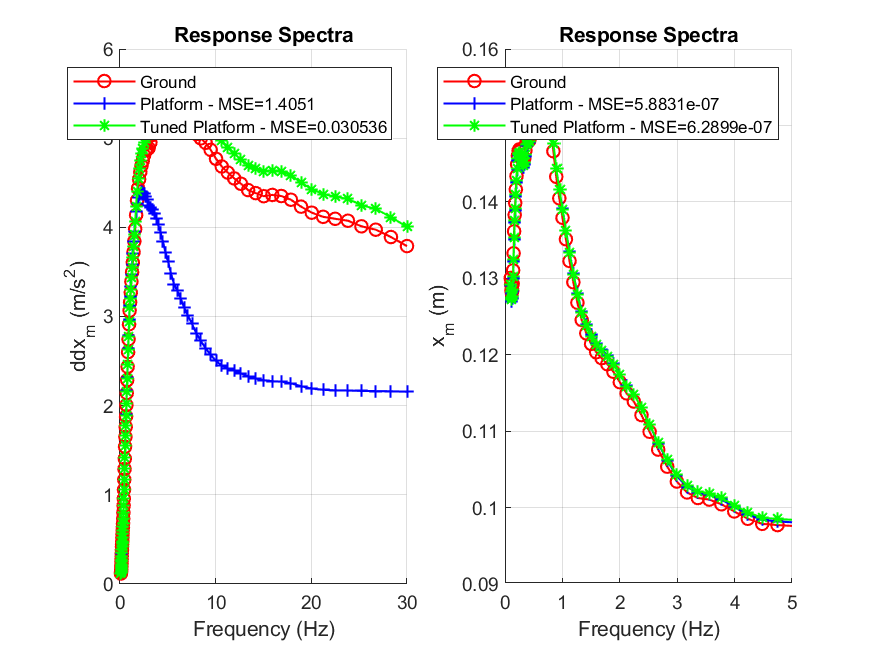 Response Spectra
6
5
4
3
2
1
0
0 10 20 30
ddx_m (m/s^2)
Frequency (Hz)
Ground
Platform - MSE=1.4051
Tuned Platform - MSE=0.030536
Response Spectra
0.16
0.14
0.13
0.12
0.11
0.1
0.09
0 1 2 3 4 5
x_m (m)
Frequency (Hz)
Ground
Platform - MSE=5.8831e-07
Tuned Platform - MSE=6.2899e-07